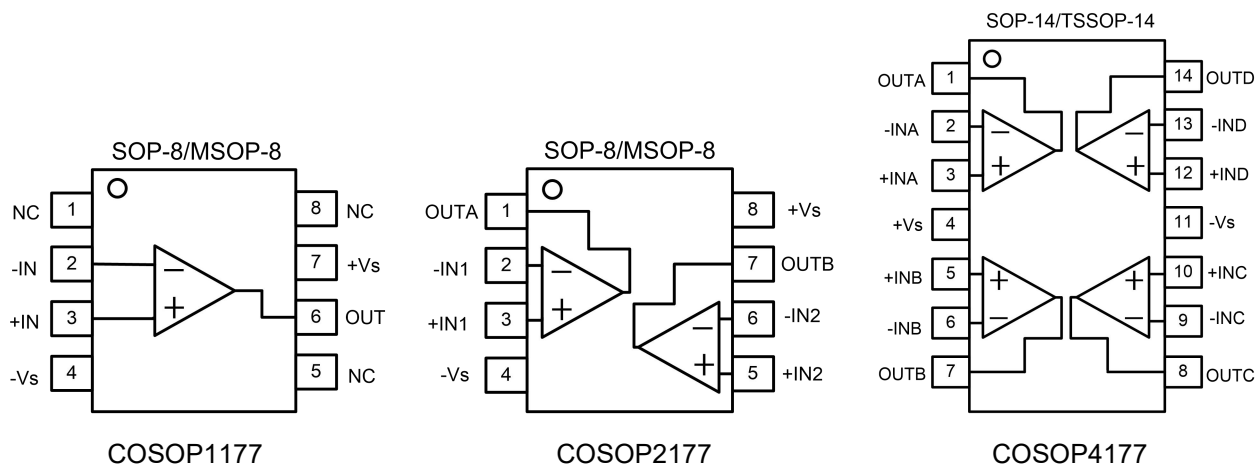 SOP-8/MSOP-8
NC 1 8 NC
-IN 2 − 7 +Vs
+IN 3 + 6 OUT
-Vs 4 5 NC
COSOP1177
SOP-8/MSOP-8
OUTA 1 8 +Vs
-IN1 2 − 7 OUTB
+IN1 3 + − 6 -IN2
-Vs 4 + 5 +IN2
COSOP2177
SOP-14/TSSOP-14
OUTA 1 14 OUTD
-INA 2 − − 13 -IND
+INA 3 + + 12 +IND
+Vs 4 11 -Vs
+INB 5 + + 10 +INC
-INB 6 − − 9 -INC
OUTB 7 8 OUTC
COSOP4177